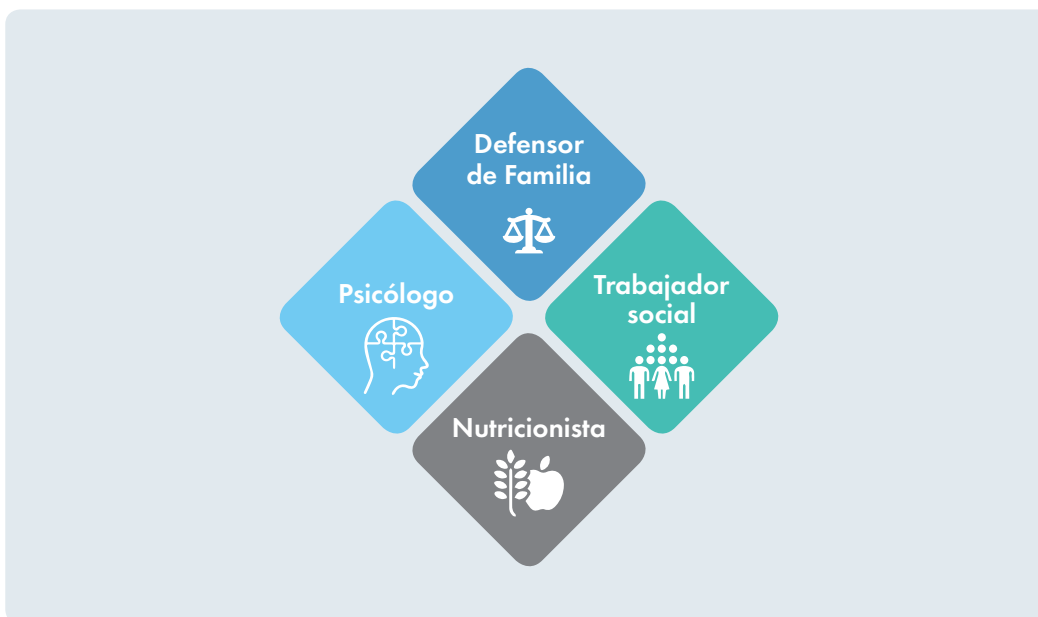 Defensor
de Familia
Psicólogo
Trabajador
social
Nutricionista